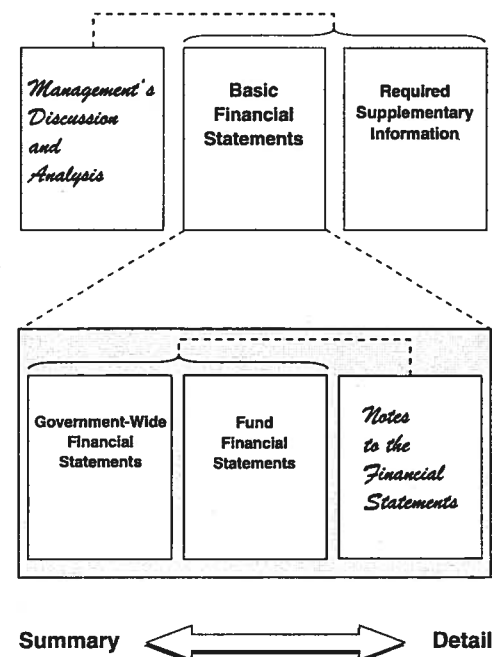 Management's
Discussion
and
Analysis
Basic
Financial
Statements
Required
Supplementary
Information
Government-Wide
Financial
Statements
Fund
Financial
Statements
Notes
to the
Financial
Statements
Summary
Detail